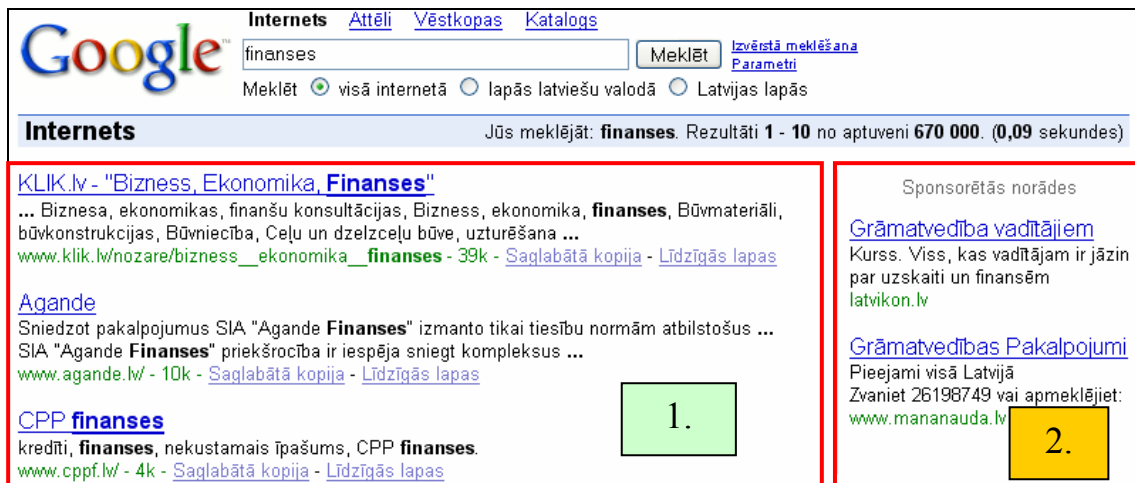 Google™
Internets Attēli Vēstkopas Katalogs
finanses Meklēt Izvērstā meklēšana
Parametri
Meklēt visā internetā lapās latviešu valodā Latvijas lapās
Internets Jūs meklējāt: finanses. Rezultāti 1 - 10 no aptuveni 670 000. (0,09 sekundes)
KLIK.lv - "Bizness, Ekonomika, Finanses"
... Biznesa, ekonomikas, finanšu konsultācijas, Bizness, ekonomika, finanses, Būvmateriāli,
būvkonstrukcijas, Būvniecība, Ceļu un dzelzceļu būve, uzturēšana ...
www.klik.lv/nozare/bizness__ekonomika__finanses - 39k - Saglabātā kopija - Līdzīgās lapas
Agande
Sniedzot pakalpojumus SIA "Agande Finanses" izmanto tikai tiesību normām atbilstošus ...
SIA "Agande Finanses" priekšrocība ir iespēja sniegt kompleksus ...
www.agande.lv/ - 10k - Saglabātā kopija - Līdzīgās lapas
CPP finanses
kredīti, finanses, nekustamais īpašums, CPP finanses.
www.cppf.lv/ - 4k - Saglabātā kopija - Līdzīgās lapas
1.
Sponsorētās norādes
Grāmatvedība vadītājiem
Kurss. Viss, kas vadītājam ir jāzin
par uzskaiti un finansēm
latvikon.lv
Grāmatvedības Pakalpojumi
Pieejami visā Latvijā
Zvaniet 26198749 vai apmeklējiet:
www.mananauda.lv
2.